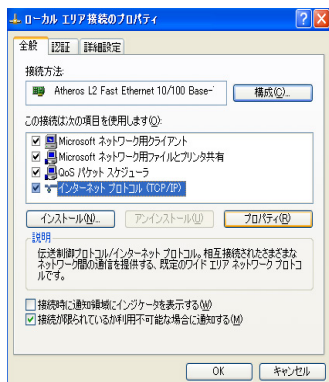 ローカル エリア接続のプロパティ
全般 認証 詳細設定
接続方法:
Atheros L2 Fast Ethernet 10/100 Base-
構成(C)...
この接続は次の項目を使用します(O):
Microsoft ネットワーク用クライアント
Microsoft ネットワーク用ファイルとプリンタ共有
QoS パケット スケジューラ
インターネット プロトコル (TCP/IP)
インストール(N)... アンインストール(U) プロパティ(R)
説明
伝送制御プロトコル/インターネット プロトコル。相互接続されたさまざまな
ネットワーク間の通信を提供する、既定のワイド エリア ネットワーク プロトコ
ルです。
接続時に通知領域にインジケータを表示する(W)
接続が限られているか利用不可能な場合に通知する(M)
OK キャンセル